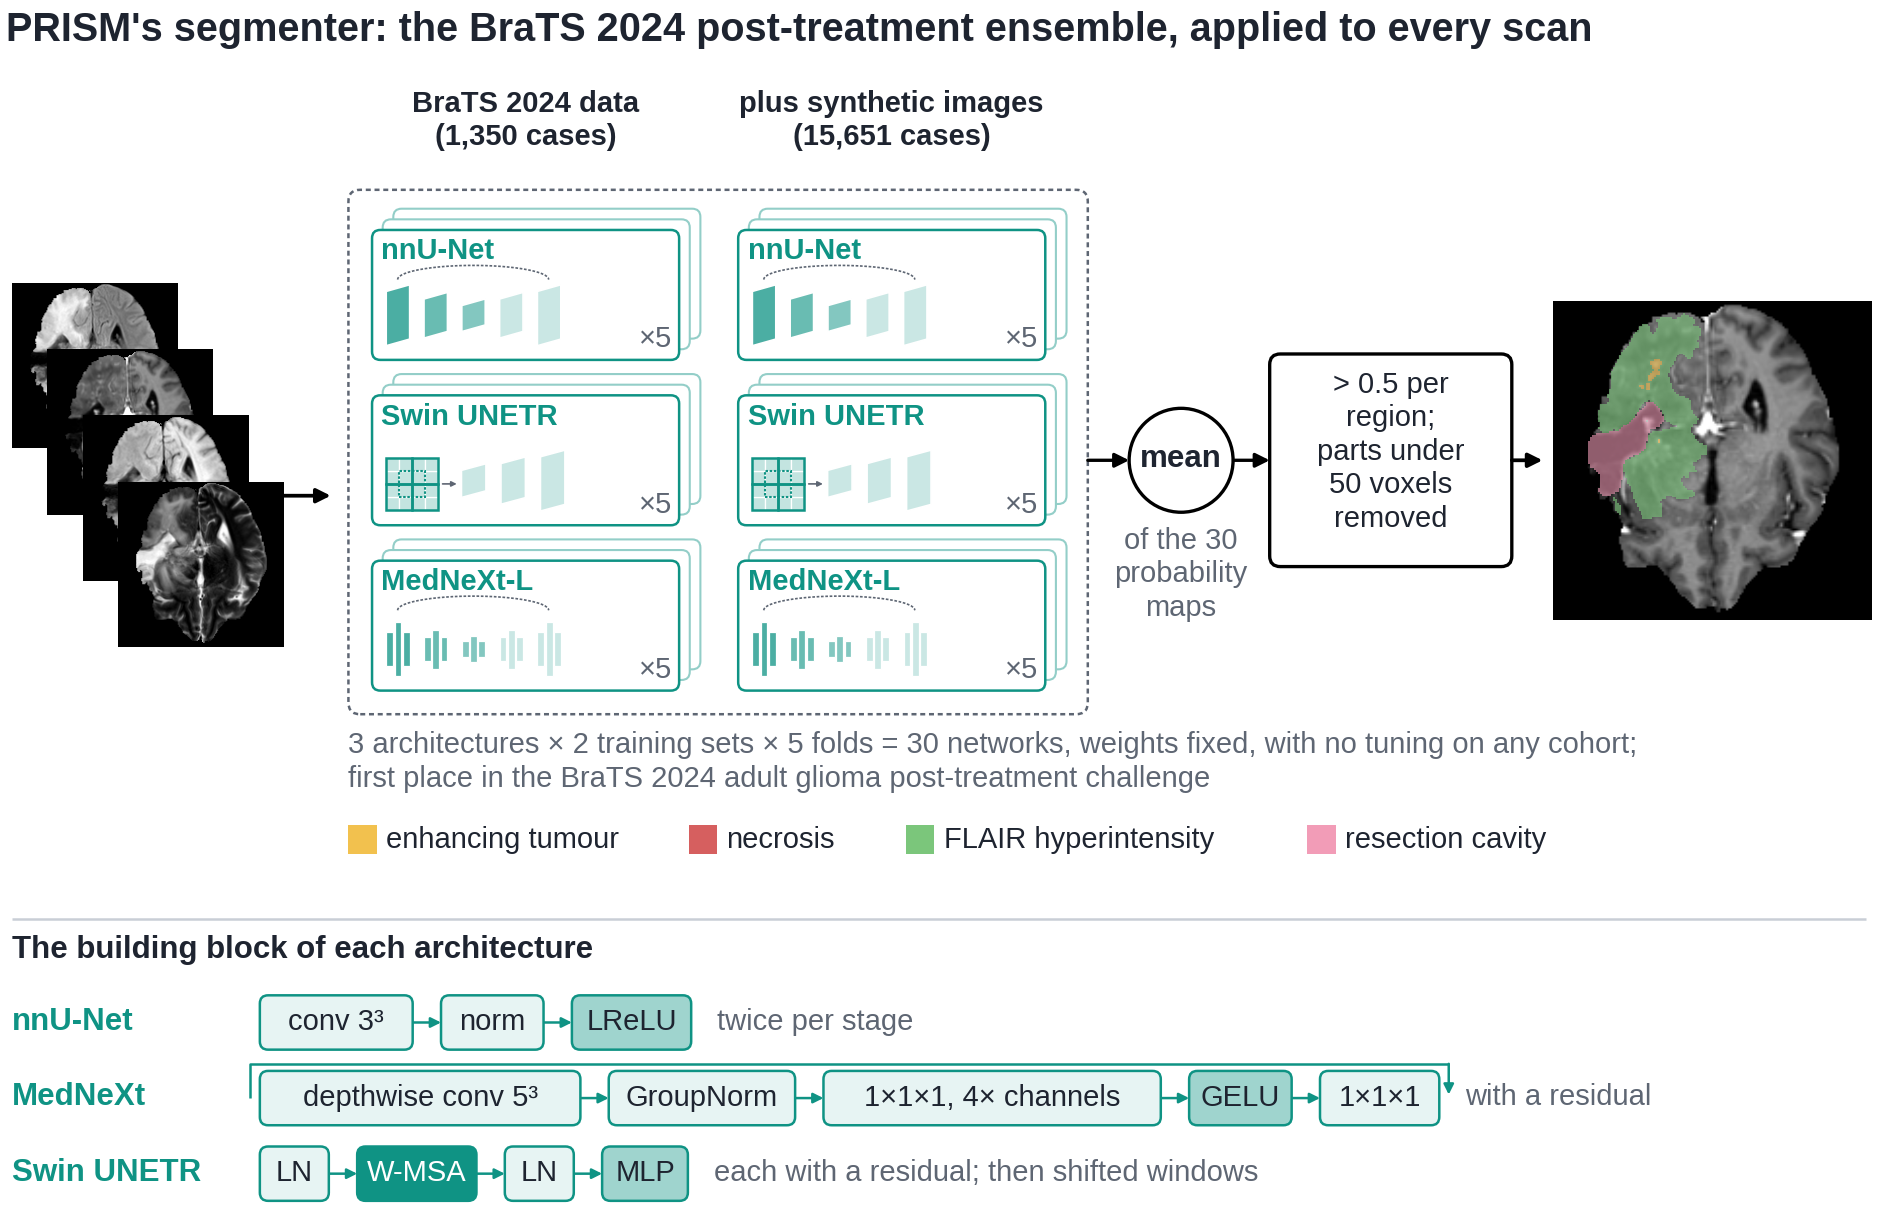 PRISM's segmenter: the BraTS 2024 post-treatment ensemble, applied to every scan
BraTS 2024 data
(1,350 cases)
plus synthetic images
(15,651 cases)
nnU-Net
×5
nnU-Net
×5
Swin UNETR
×5
Swin UNETR
×5
MedNeXt-L
×5
MedNeXt-L
×5
mean
of the 30
probability
maps
> 0.5 per
region;
parts under
50 voxels
removed
3 architectures × 2 training sets × 5 folds = 30 networks, weights fixed, with no tuning on any cohort;
first place in the BraTS 2024 adult glioma post-treatment challenge
enhancing tumour
necrosis
FLAIR hyperintensity
resection cavity
The building block of each architecture
nnU-Net
conv 3³
norm
LReLU
twice per stage
MedNeXt
depthwise conv 5³
GroupNorm
1×1×1, 4× channels
GELU
1×1×1
with a residual
Swin UNETR
LN
W-MSA
LN
MLP
each with a residual; then shifted windows